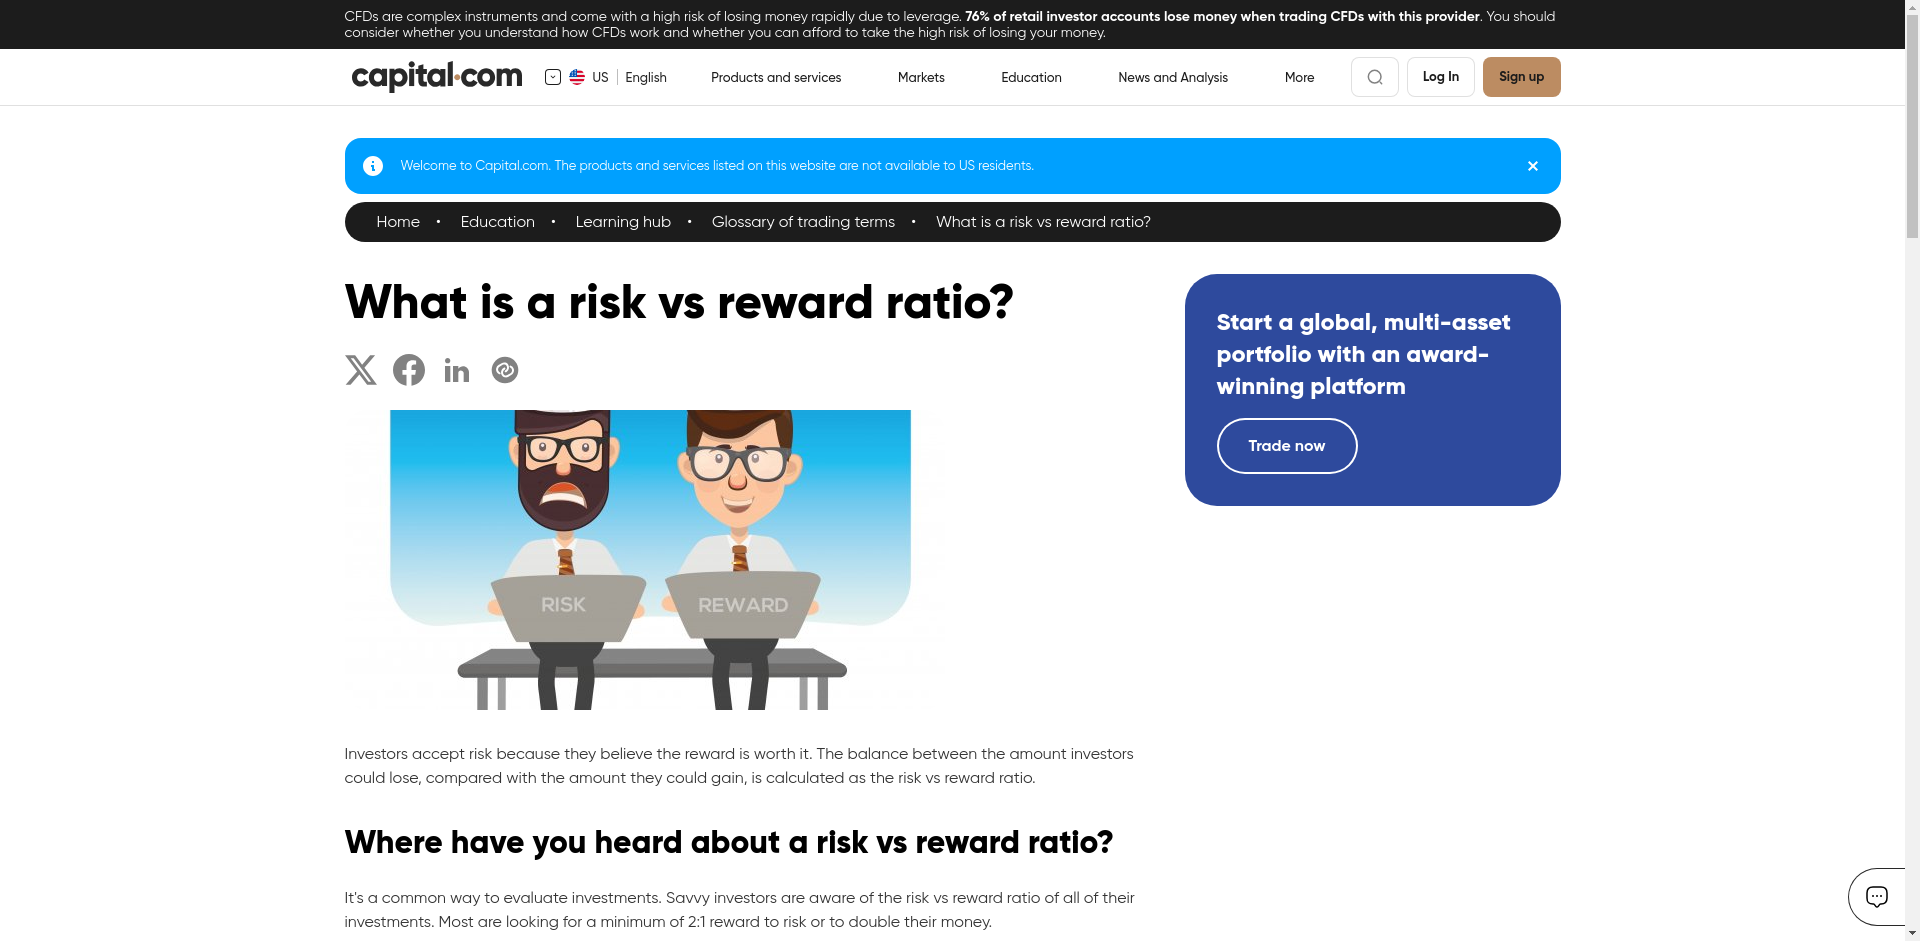 CFDs are complex instruments and come with a high risk of losing money rapidly due to leverage. 76% of retail investor accounts lose money when trading CFDs with this provider. You should
consider whether you understand how CFDs work and whether you can afford to take the high risk of losing your money.
capital.com
US
English
Products and services
Markets
Education
News and Analysis
More
Log In
Sign up
Welcome to Capital.com. The products and services listed on this website are not available to US residents.
Home • Education • Learning hub • Glossary of trading terms • What is a risk vs reward ratio?
What is a risk vs reward ratio?
RISK
REWARD
Investors accept risk because they believe the reward is worth it. The balance between the amount investors
could lose, compared with the amount they could gain, is calculated as the risk vs reward ratio.
Where have you heard about a risk vs reward ratio?
It's a common way to evaluate investments. Savvy investors are aware of the risk vs reward ratio of all of their
investments. Most are looking for a minimum of 2:1 reward to risk or to double their money.
Start a global, multi-asset
portfolio with an award-
winning platform
Trade now